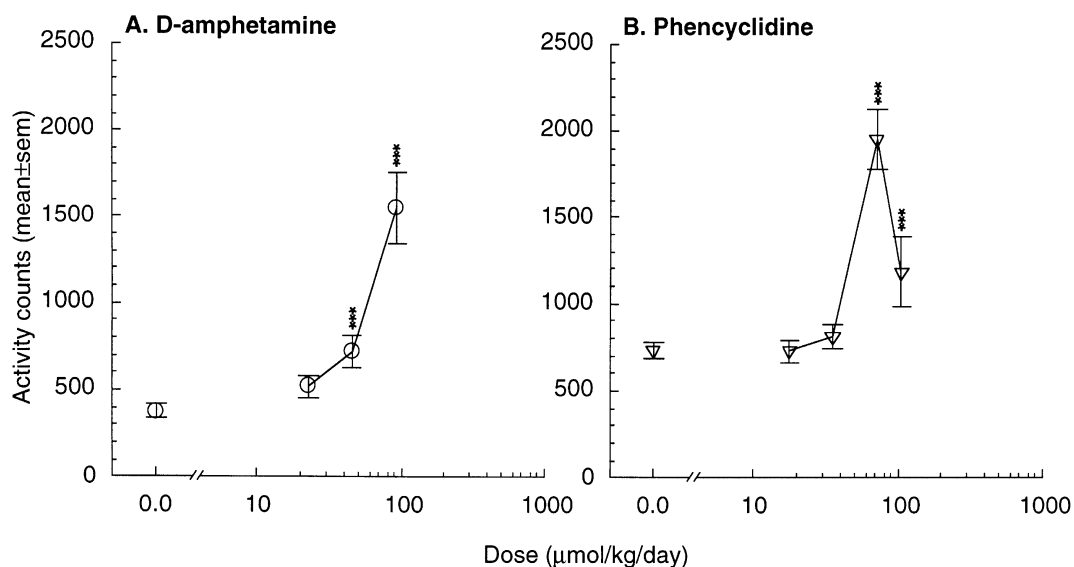 A. D-amphetamine
B. Phencyclidine
Activity counts (mean±sem)
2500
2000
1500
1000
500
0
***
***
0.0 10 100 1000
2500
2000
1500
1000
500
0
***
***
0.0 10 100 1000
Dose (μmol/kg/day)